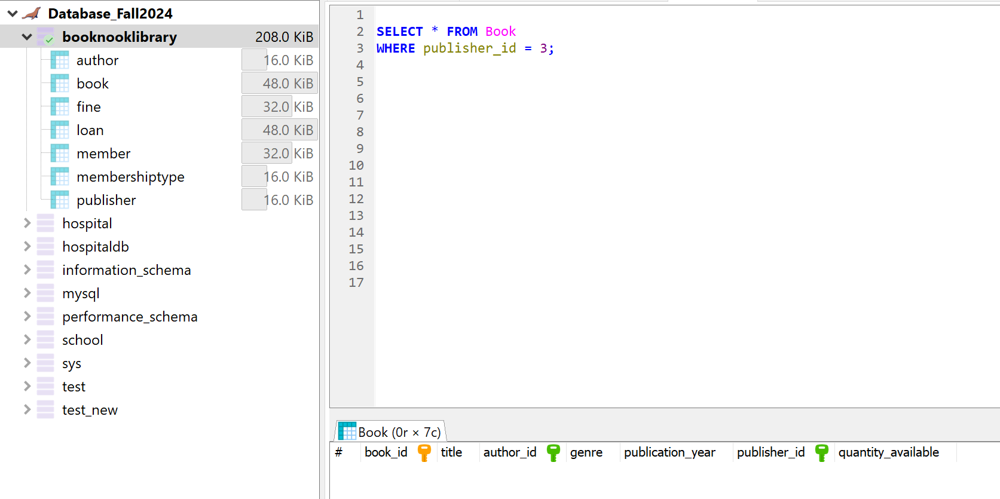 Database_Fall2024
booknooklibrary 208.0 KiB
author 16.0 KiB
book 48.0 KiB
fine 32.0 KiB
loan 48.0 KiB
member 32.0 KiB
membershiptype 16.0 KiB
publisher 16.0 KiB
hospital
hospitaldb
information_schema
mysql
performance_schema
school
sys
test
test_new
1
2 SELECT * FROM Book
3 WHERE publisher_id = 3;
4
5
6
7
8
9
10
11
12
13
14
15
16
17
Book (0r × 7c)
# book_id title author_id genre publication_year publisher_id quantity_available